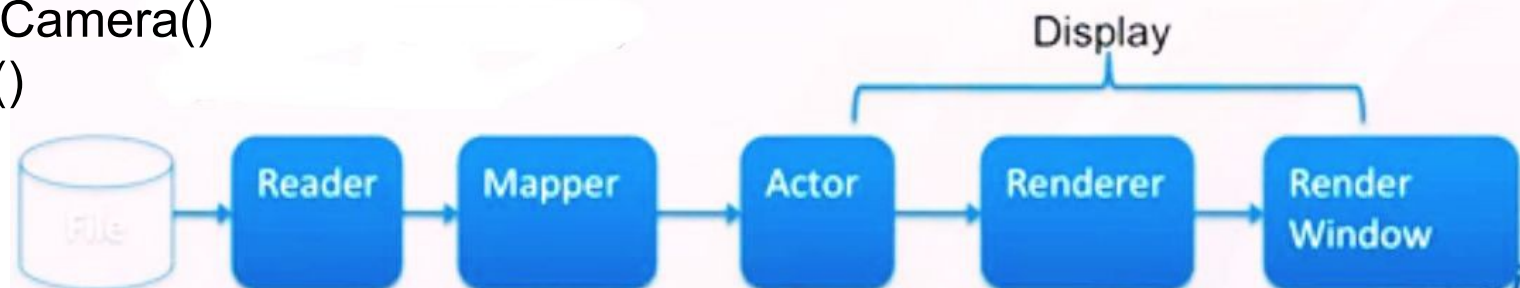 Camera()
()
Display
File
Reader
Mapper
Actor
Renderer
Render
Window